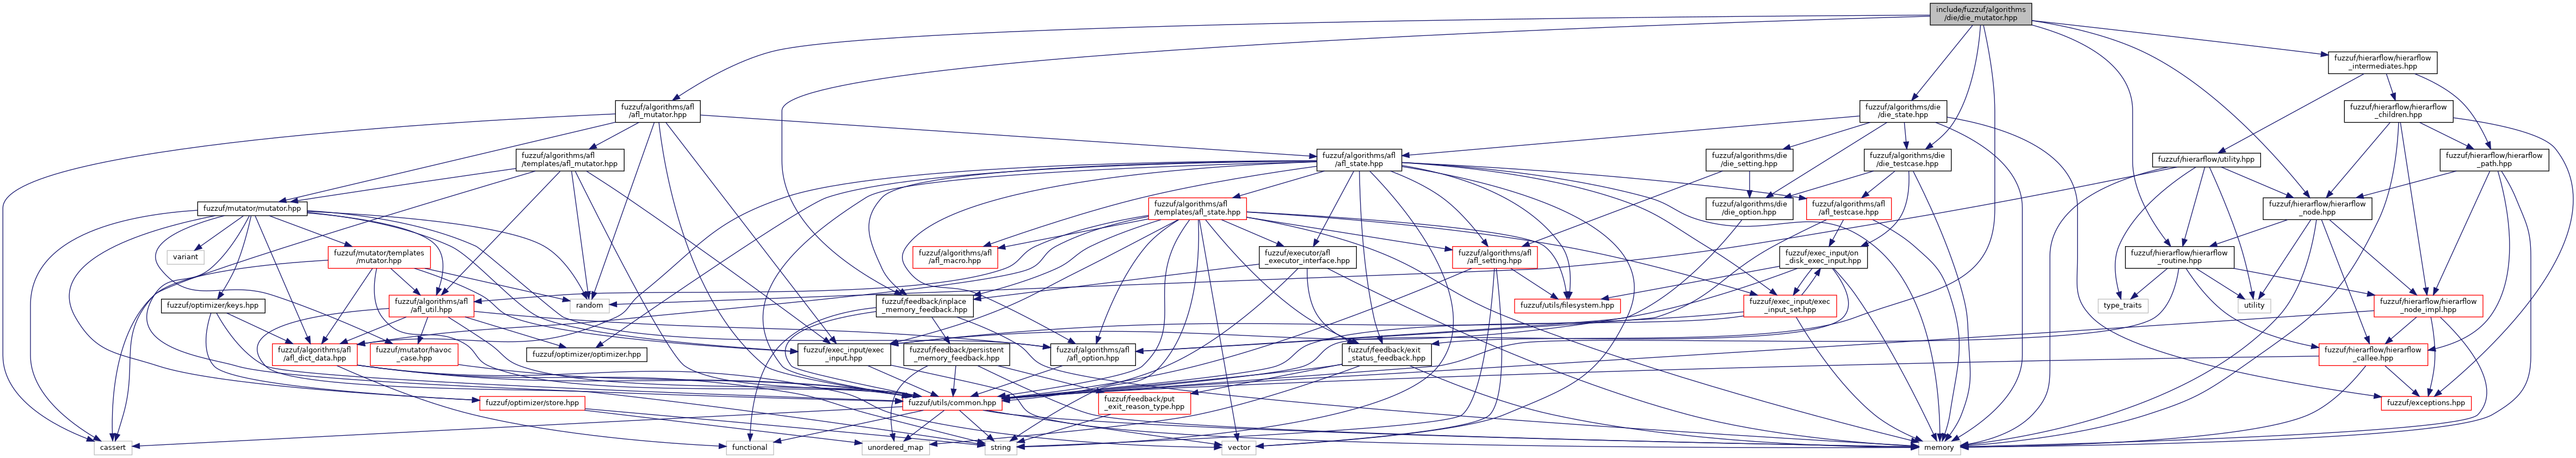 include/fuzzuf/algorithms
/die/die_mutator.hpp
fuzzuf/hierarflow/hierarflow
_intermediates.hpp
fuzzuf/algorithms/afl
/afl_mutator.hpp
fuzzuf/algorithms/die
/die_state.hpp
fuzzuf/hierarflow/hierarflow
_children.hpp
fuzzuf/algorithms/afl
/templates/afl_mutator.hpp
fuzzuf/algorithms/afl
/afl_state.hpp
fuzzuf/algorithms/die
/die_setting.hpp
fuzzuf/algorithms/die
/die_testcase.hpp
fuzzuf/hierarflow/utility.hpp
fuzzuf/hierarflow/hierarflow
_path.hpp
fuzzuf/mutator/mutator.hpp
fuzzuf/algorithms/afl
/templates/afl_state.hpp
fuzzuf/algorithms/die
/die_option.hpp
fuzzuf/algorithms/afl
/afl_testcase.hpp
fuzzuf/hierarflow/hierarflow
_node.hpp
variant
fuzzuf/mutator/templates
/mutator.hpp
fuzzuf/algorithms/afl
/afl_macro.hpp
fuzzuf/executor/afl
_executor_interface.hpp
fuzzuf/algorithms/afl
/afl_setting.hpp
fuzzuf/exec_input/on
_disk_exec_input.hpp
fuzzuf/hierarflow/hierarflow
_routine.hpp
fuzzuf/optimizer/keys.hpp
fuzzuf/algorithms/afl
/afl_util.hpp
random
fuzzuf/feedback/inplace
_memory_feedback.hpp
fuzzuf/utils/filesystem.hpp
fuzzuf/exec_input/exec
_input_set.hpp
type_traits
utility
fuzzuf/hierarflow/hierarflow
_node_impl.hpp
fuzzuf/algorithms/afl
/afl_dict_data.hpp
fuzzuf/mutator/havoc
_case.hpp
fuzzuf/optimizer/optimizer.hpp
fuzzuf/exec_input/exec
_input.hpp
fuzzuf/feedback/persistent
_memory_feedback.hpp
fuzzuf/algorithms/afl
/afl_option.hpp
fuzzuf/feedback/exit
_status_feedback.hpp
fuzzuf/hierarflow/hierarflow
_callee.hpp
fuzzuf/optimizer/store.hpp
fuzzuf/utils/common.hpp
fuzzuf/feedback/put
_exit_reason_type.hpp
fuzzuf/exceptions.hpp
cassert
functional
unordered_map
string
vector
memory